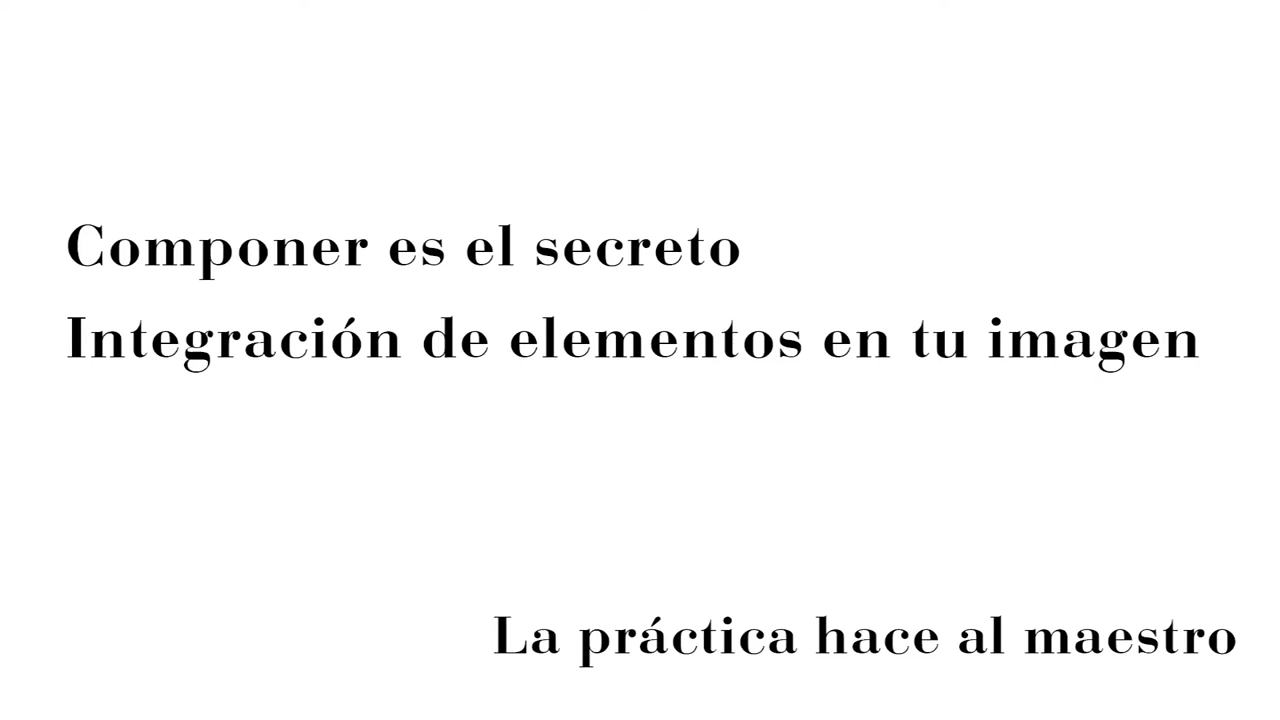 Componer es el secreto
Integración de elementos en tu imagen
La práctica hace al maestro